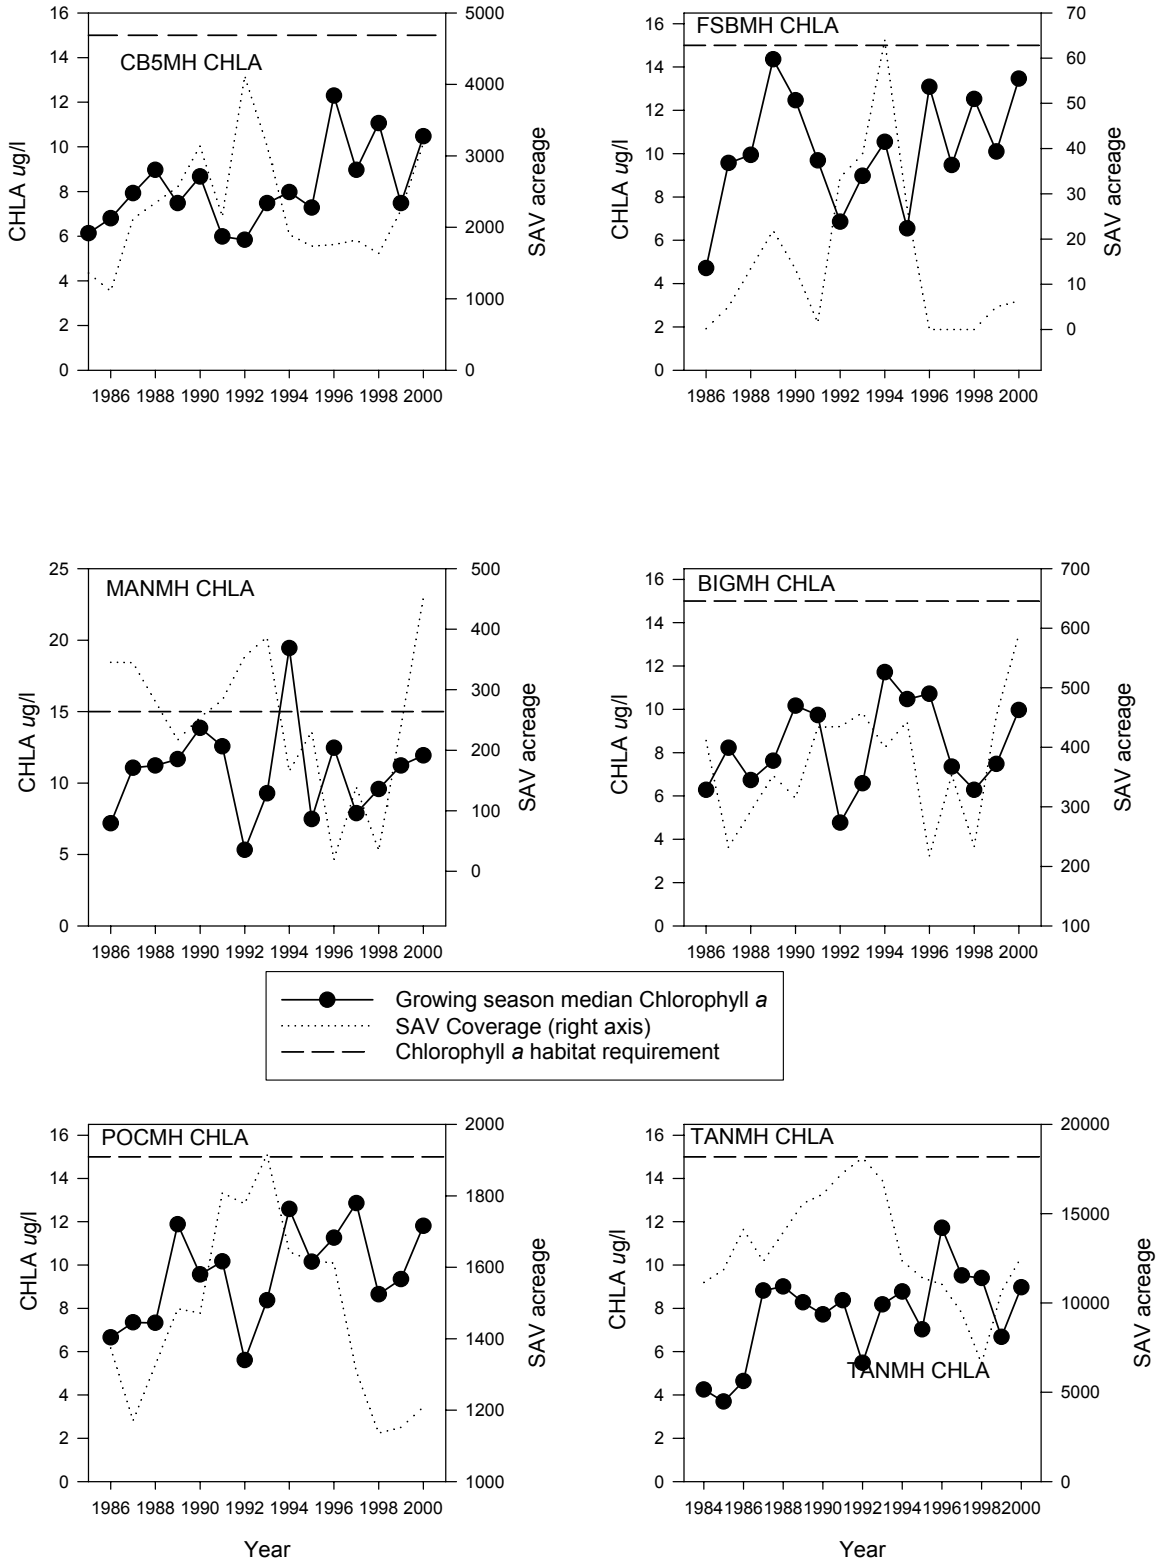 CB5MH CHLA
CHLA ug/l
16
14
12
10
8
6
4
2
0
5000
4000
3000
2000
1000
0
SAV acreage
1986 1988 1990 1992 1994 1996 1998 2000
FSBMH CHLA
CHLA ug/l
16
14
12
10
8
6
4
2
0
70
60
50
40
30
20
10
0
SAV acreage
1986 1988 1990 1992 1994 1996 1998 2000
MANMH CHLA
CHLA ug/l
25
20
15
10
5
0
500
400
300
200
100
0
SAV acreage
1986 1988 1990 1992 1994 1996 1998 2000
BIGMH CHLA
CHLA ug/l
16
14
12
10
8
6
4
2
0
700
600
500
400
300
200
100
SAV acreage
1986 1988 1990 1992 1994 1996 1998 2000
Growing season median Chlorophyll a
SAV Coverage (right axis)
Chlorophyll a habitat requirement
POCMH CHLA
CHLA ug/l
16
14
12
10
8
6
4
2
0
2000
1800
1600
1400
1200
1000
SAV acreage
1986 1988 1990 1992 1994 1996 1998 2000
Year
TANMH CHLA
CHLA ug/l
16
14
12
10
8
6
4
2
0
20000
15000
10000
5000
0
SAV acreage
TANMH CHLA
1984 1986 1988 1990 1992 1994 1996 1998 2000
Year